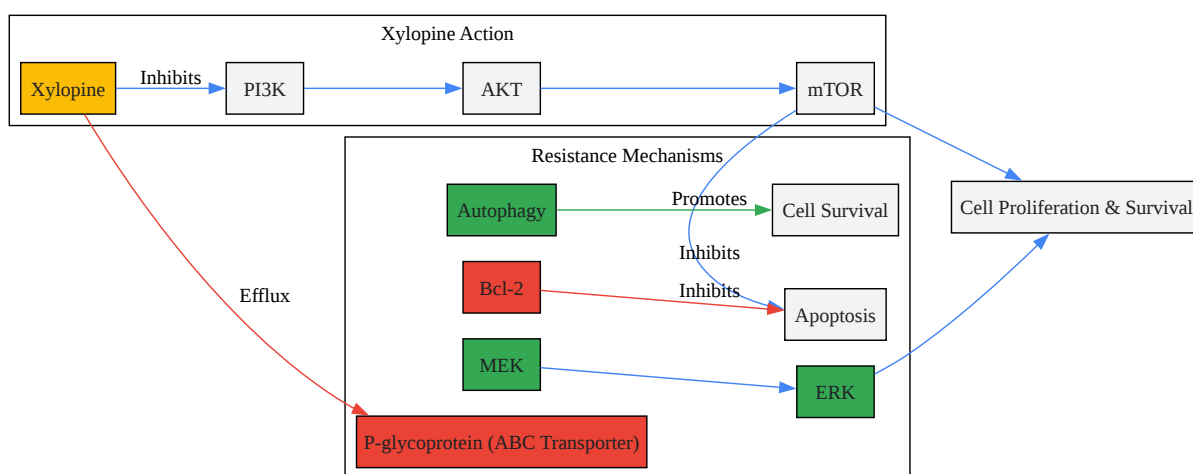 Xylopine Action
Xylopine
Inhibits
PI3K
AKT
mTOR
Resistance Mechanisms
Autophagy
Promotes
Cell Survival
Cell Proliferation & Survival
Inhibits
Bcl-2
Inhibits
Apoptosis
Efflux
MEK
ERK
P-glycoprotein (ABC Transporter)